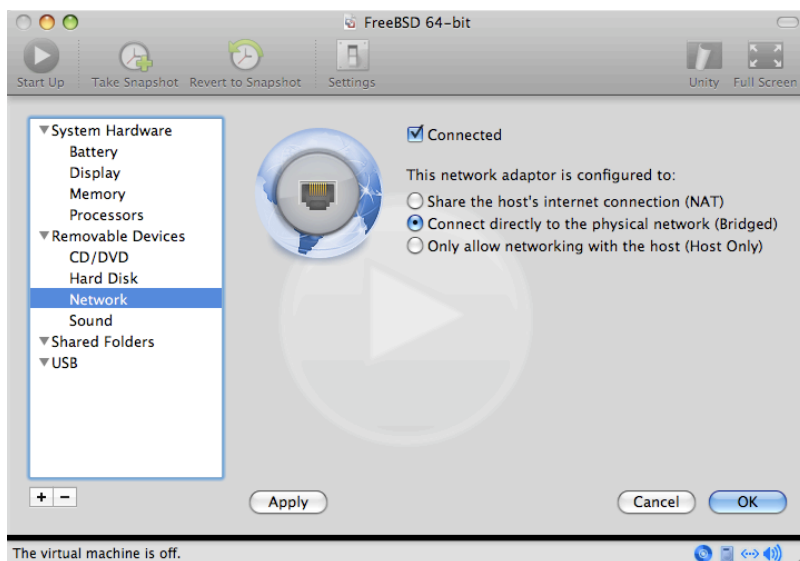 FreeBSD 64-bit
Start Up
Take Snapshot
Revert to Snapshot
Settings
Unity
Full Screen
System Hardware
Battery
Display
Memory
Processors
Removable Devices
CD/DVD
Hard Disk
Network
Sound
Shared Folders
USB
Connected
This network adaptor is configured to:
Share the host's internet connection (NAT)
Connect directly to the physical network (Bridged)
Only allow networking with the host (Host Only)
+ −
Apply
Cancel
OK
The virtual machine is off.